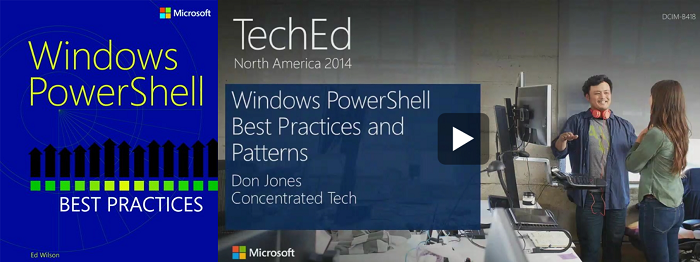 Microsoft
Windows
PowerShell
BEST PRACTICES
Ed Wilson
TechEd
North America 2014
DCIM-B418
Windows PowerShell
Best Practices and
Patterns
Don Jones
Concentrated Tech
Microsoft